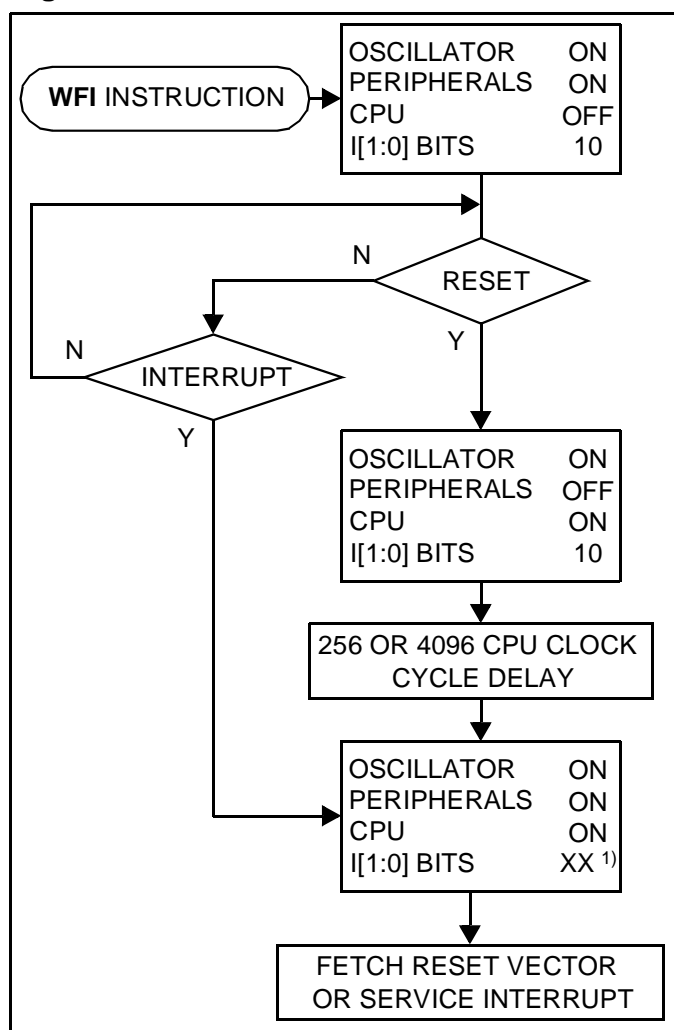 WFI INSTRUCTION
OSCILLATOR ON
PERIPHERALS ON
CPU OFF
I[1:0] BITS 10
N
RESET
Y
N
INTERRUPT
Y
OSCILLATOR ON
PERIPHERALS OFF
CPU ON
I[1:0] BITS 10
256 OR 4096 CPU CLOCK
CYCLE DELAY
OSCILLATOR ON
PERIPHERALS ON
CPU ON
I[1:0] BITS XX 1)
FETCH RESET VECTOR
OR SERVICE INTERRUPT